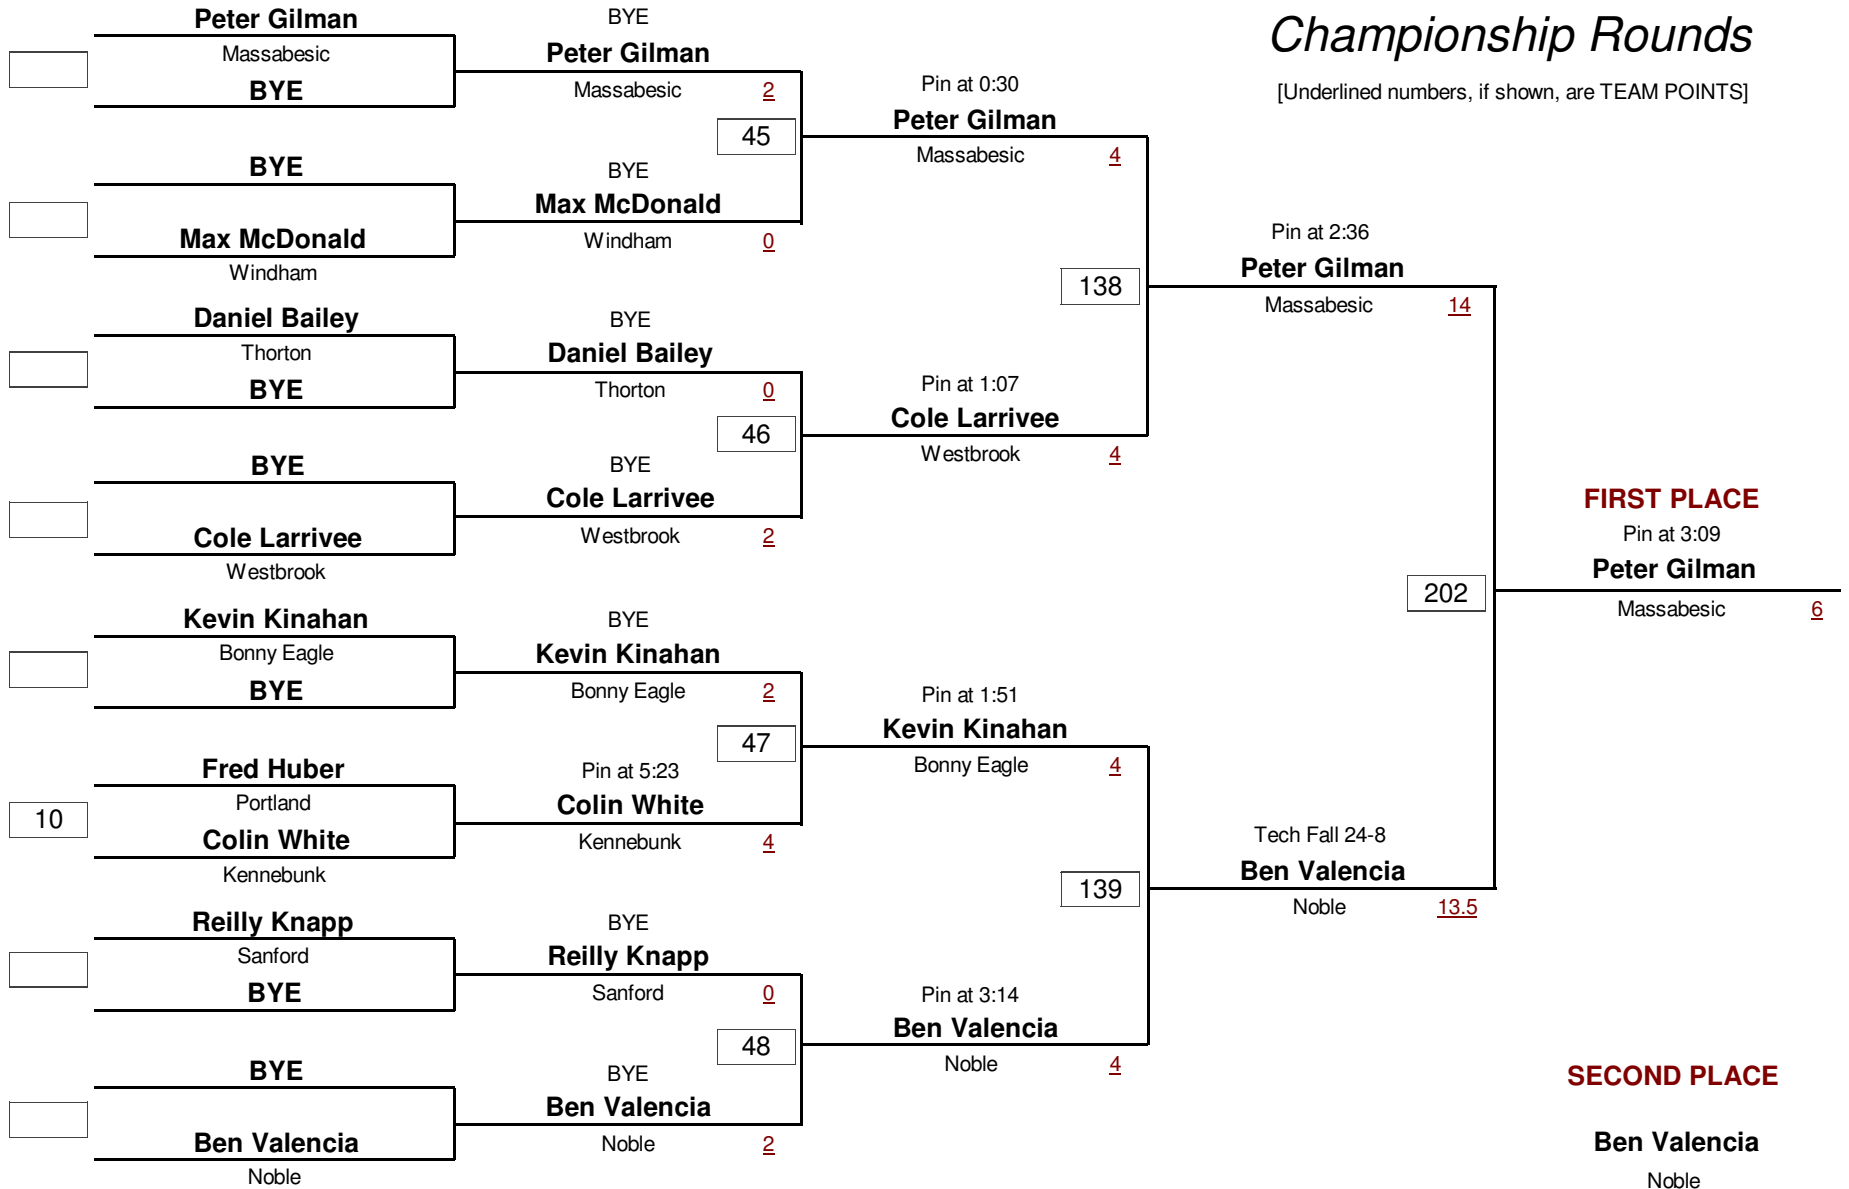 Championship Rounds
[Underlined numbers, if shown, are TEAM POINTS]
Peter Gilman
Massabesic
BYE
BYE
Max McDonald
Windham
Daniel Bailey
Thorton
BYE
BYE
Cole Larrivee
Westbrook
Kevin Kinahan
Bonny Eagle
BYE
10
Fred Huber
Portland
Colin White
Kennebunk
Reilly Knapp
Sanford
BYE
BYE
Ben Valencia
Noble
BYE
Peter Gilman
Massabesic 2
45
BYE
Max McDonald
Windham 0
BYE
Daniel Bailey
Thorton 0
46
BYE
Cole Larrivee
Westbrook 2
BYE
Kevin Kinahan
Bonny Eagle 2
47
Pin at 5:23
Colin White
Kennebunk 4
BYE
Reilly Knapp
Sanford 0
48
BYE
Ben Valencia
Noble 2
Pin at 0:30
Peter Gilman
Massabesic 4
138
Pin at 1:07
Cole Larrivee
Westbrook 4
Pin at 1:51
Kevin Kinahan
Bonny Eagle 4
139
Pin at 3:14
Ben Valencia
Noble 4
Pin at 2:36
Peter Gilman
Massabesic 14
202
Tech Fall 24-8
Ben Valencia
Noble 13.5
FIRST PLACE
Pin at 3:09
Peter Gilman
Massabesic 6
SECOND PLACE
Ben Valencia
Noble